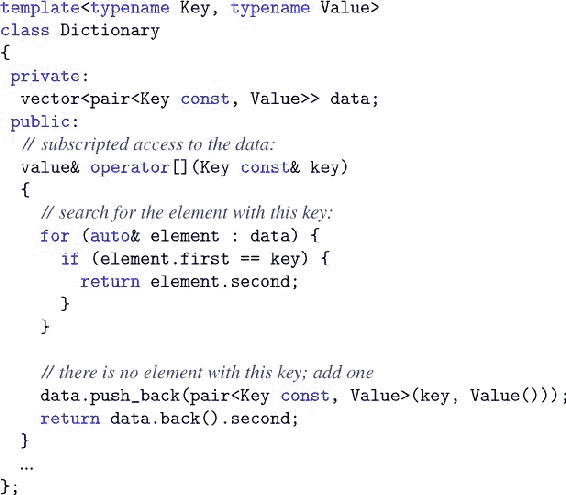 template<typename Key, typename Value>
class Dictionary
{
 private:
  vector<pair<Key const, Value>> data;
 public:
  // subscripted access to the data:
  value& operator[](Key const& key)
  {
    // search for the element with this key:
    for (auto& element : data) {
      if (element.first == key) {
        return element.second;
      }
    }

    // there is no element with this key; add one
    data.push_back(pair<Key const, Value>(key, Value()));
    return data.back().second;
  }
  ...
};